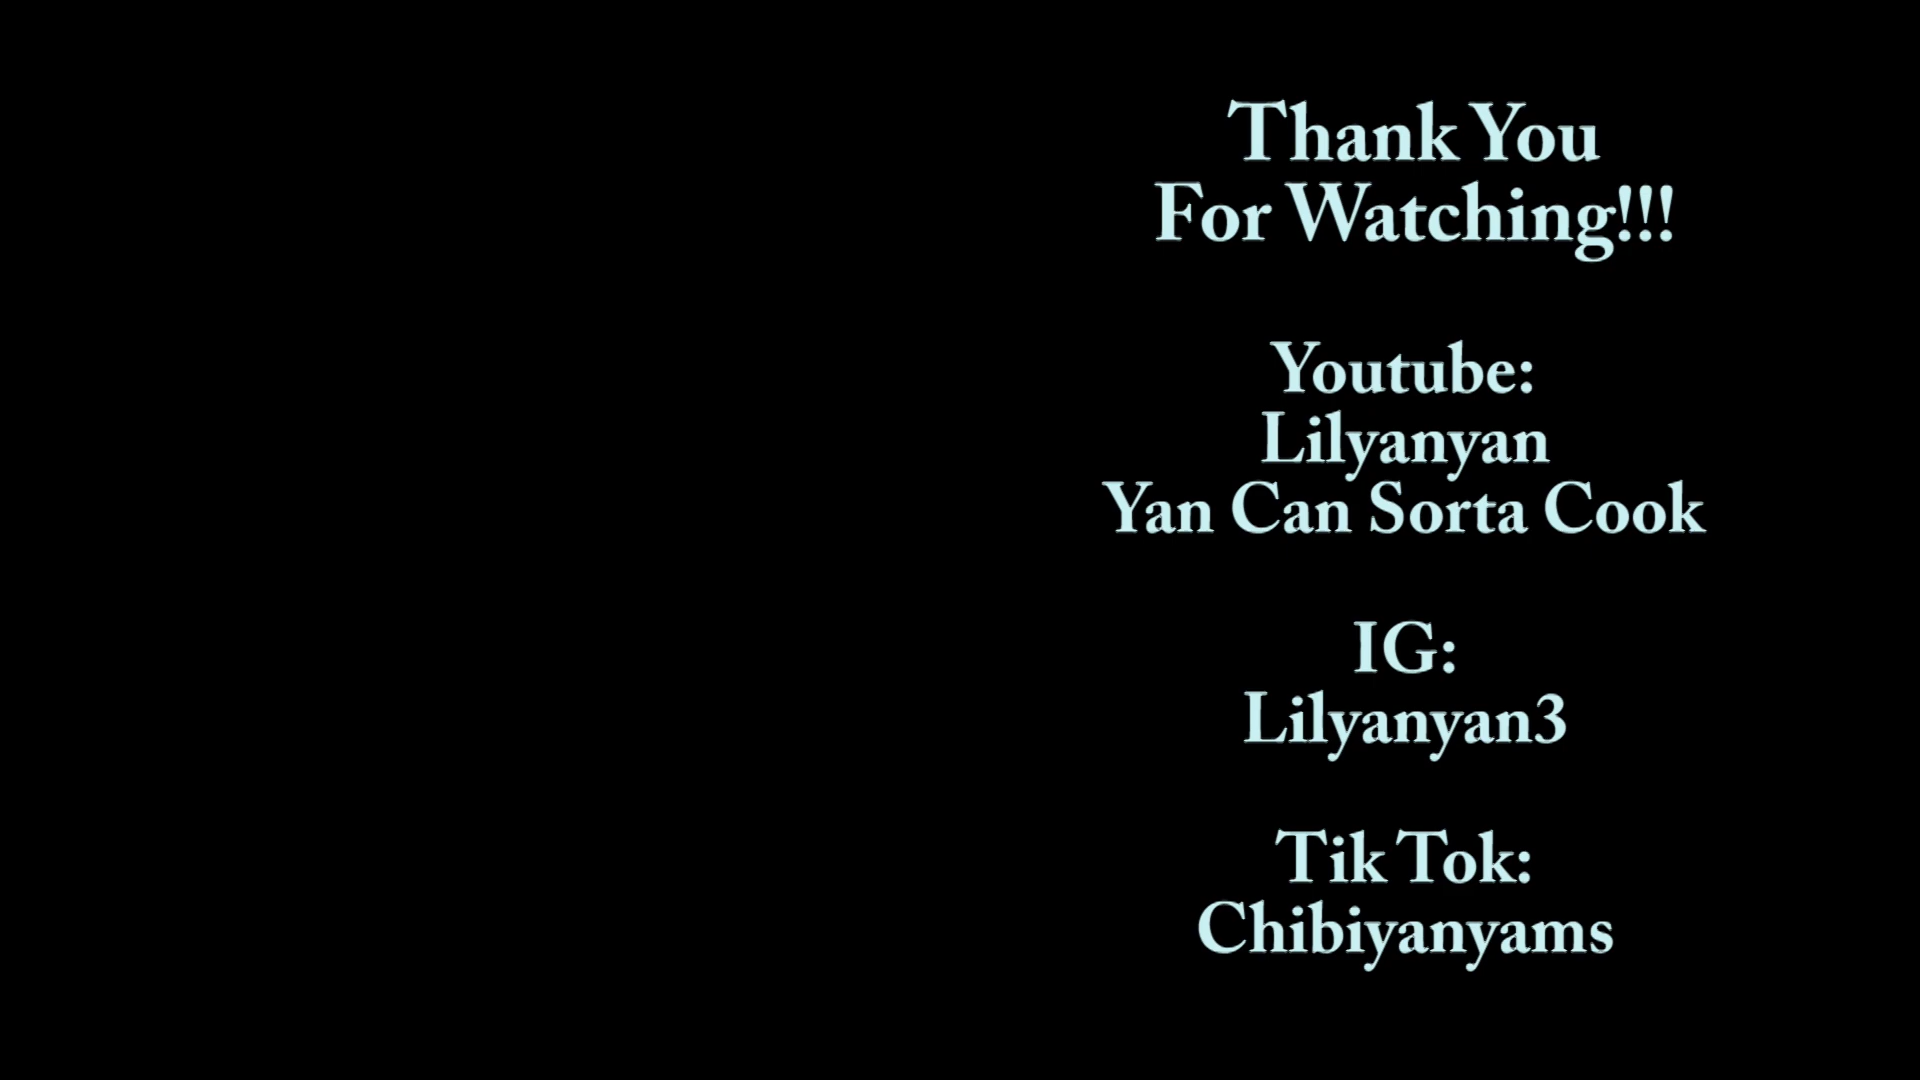 Thank You
For Watching!!!
Youtube:
Lilyanyan
Yan Can Sorta Cook
IG:
Lilyanyan3
Tik Tok:
Chibiyanyams